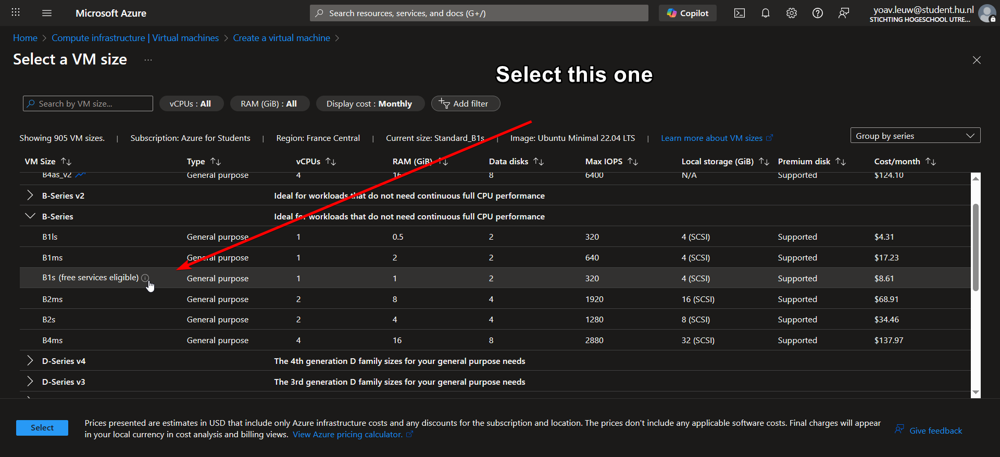 Microsoft Azure
Search resources, services, and docs (G+/)
Copilot
yoav.leuw@student.hu.nl
STICHTING HOGESCHOOL UTRE...
Home > Compute infrastructure | Virtual machines > Create a virtual machine >
Select a VM size ...
Select this one
Search by VM size...
vCPUs : All
RAM (GiB) : All
Display cost : Monthly
Add filter
Showing 905 VM sizes. | Subscription: Azure for Students | Region: France Central | Current size: Standard_B1s | Image: Ubuntu Minimal 22.04 LTS | Learn more about VM sizes
Group by series
VM Size Type vCPUs RAM (GiB) Data disks Max IOPS Local storage (GiB) Premium disk Cost/month
B4as_v2 General purpose 4 16 8 6400 N/A Supported $124.10
B-Series v2 Ideal for workloads that do not need continuous full CPU performance
B-Series Ideal for workloads that do not need continuous full CPU performance
B1ls General purpose 1 0.5 2 320 4 (SCSI) Supported $4.31
B1ms General purpose 1 2 2 640 4 (SCSI) Supported $17.23
B1s (free services eligible) General purpose 1 1 2 320 4 (SCSI) Supported $8.61
B2ms General purpose 2 8 4 1920 16 (SCSI) Supported $68.91
B2s General purpose 2 4 4 1280 8 (SCSI) Supported $34.46
B4ms General purpose 4 16 8 2880 32 (SCSI) Supported $137.97
D-Series v4 The 4th generation D family sizes for your general purpose needs
D-Series v3 The 3rd generation D family sizes for your general purpose needs
Select
Prices presented are estimates in USD that include only Azure infrastructure costs and any discounts for the subscription and location. The prices don't include any applicable software costs. Final charges will appear
in your local currency in cost analysis and billing views. View Azure pricing calculator.
Give feedback